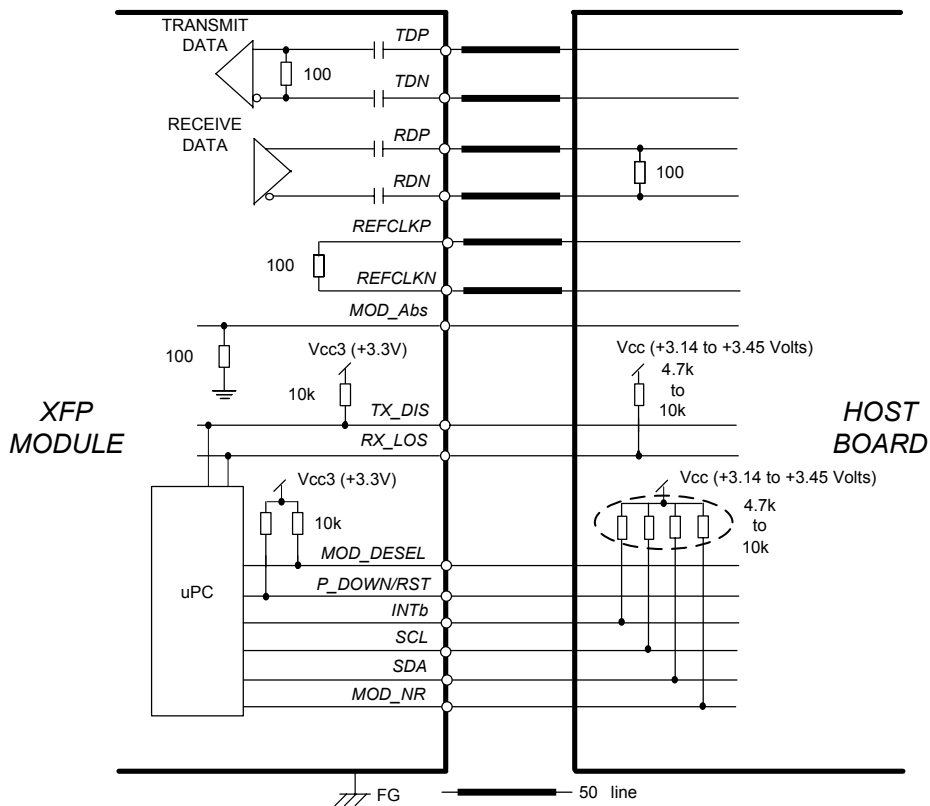 TRANSMIT
DATA
TDP
100
TDN
RECEIVE
DATA
RDP
100
RDN
REFCLKP
100
REFCLKN
MOD_Abs
100
Vcc3 (+3.3V)
10k
TX_DIS
RX_LOS
Vcc (+3.14 to +3.45 Volts)
4.7k
to
10k
XFP
MODULE
HOST
BOARD
Vcc3 (+3.3V)
10k
Vcc (+3.14 to +3.45 Volts)
4.7k
to
10k
uPC
MOD_DESEL
P_DOWN/RST
INTb
SCL
SDA
MOD_NR
FG
50 line